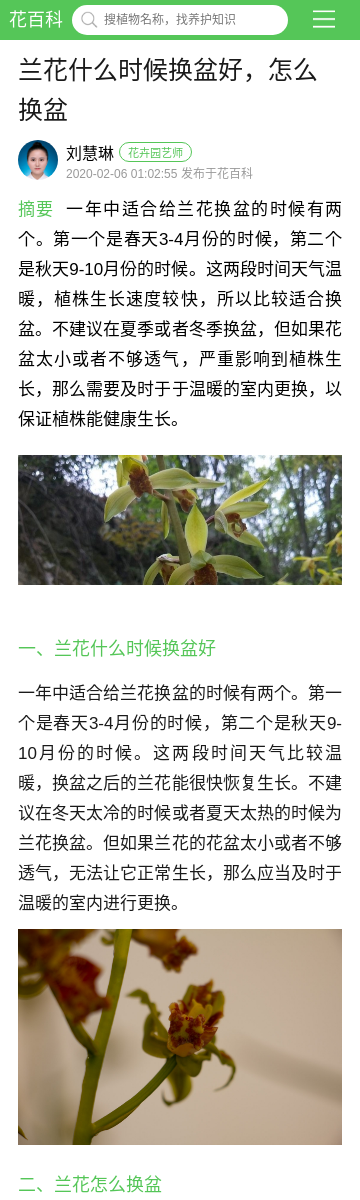 花百科
搜植物名称，找养护知识
兰花什么时候换盆好，怎么
换盆
刘慧琳 花卉园艺师
2020-02-06 01:02:55 发布于花百科
摘要 一年中适合给兰花换盆的时候有两
个。第一个是春天3-4月份的时候，第二个
是秋天9-10月份的时候。这两段时间天气温
暖，植株生长速度较快，所以比较适合换
盆。不建议在夏季或者冬季换盆，但如果花
盆太小或者不够透气，严重影响到植株生
长，那么需要及时于于温暖的室内更换，以
保证植株能健康生长。
一、兰花什么时候换盆好
一年中适合给兰花换盆的时候有两个。第一
个是春天3-4月份的时候，第二个是秋天9-
10月份的时候。这两段时间天气比较温
暖，换盆之后的兰花能很快恢复生长。不建
议在冬天太冷的时候或者夏天太热的时候为
兰花换盆。但如果兰花的花盆太小或者不够
透气，无法让它正常生长，那么应当及时于
温暖的室内进行更换。
二、兰花怎么换盆